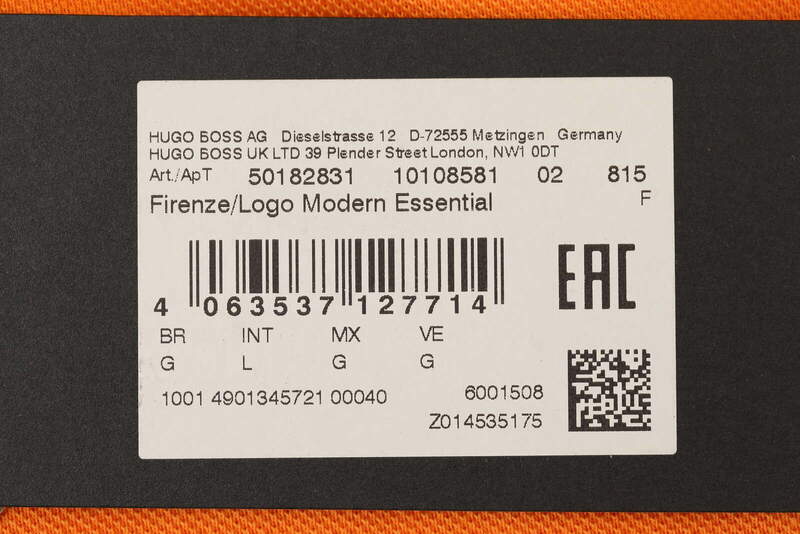 HUGO BOSS AG Dieselstrasse 12 D-72555 Metzingen Germany
HUGO BOSS UK LTD 39 Plender Street London, NW1 0DT
Art./ApT 50182831 10108581 02 815
Firenze/Logo Modern Essential F
4 063537 127714
EAC
BR INT MX VE
G L G G
1001 4901345721 00040 6001508
Z014535175